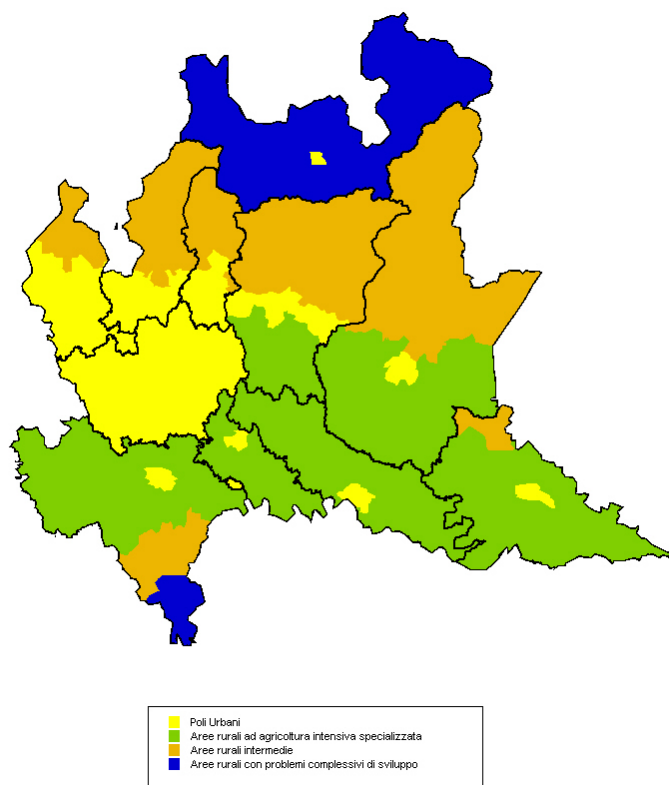 Poli Urbani
Aree rurali ad agricoltura intensiva specializzata
Aree rurali intermedie
Aree rurali con problemi complessivi di sviluppo